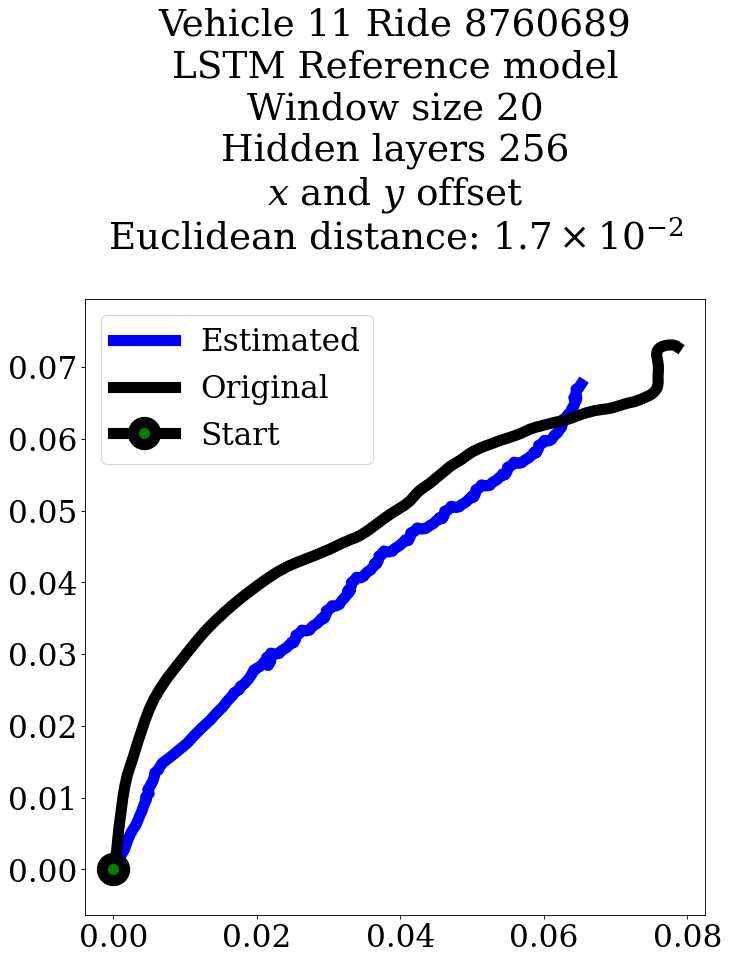 Vehicle 11 Ride 8760689
LSTM Reference model
Window size 20
Hidden layers 256
x and y offset
Euclidean distance: 1.7 × 10⁻²
Estimated
Original
Start
0.07
0.06
0.05
0.04
0.03
0.02
0.01
0.00
0.00 0.02 0.04 0.06 0.08